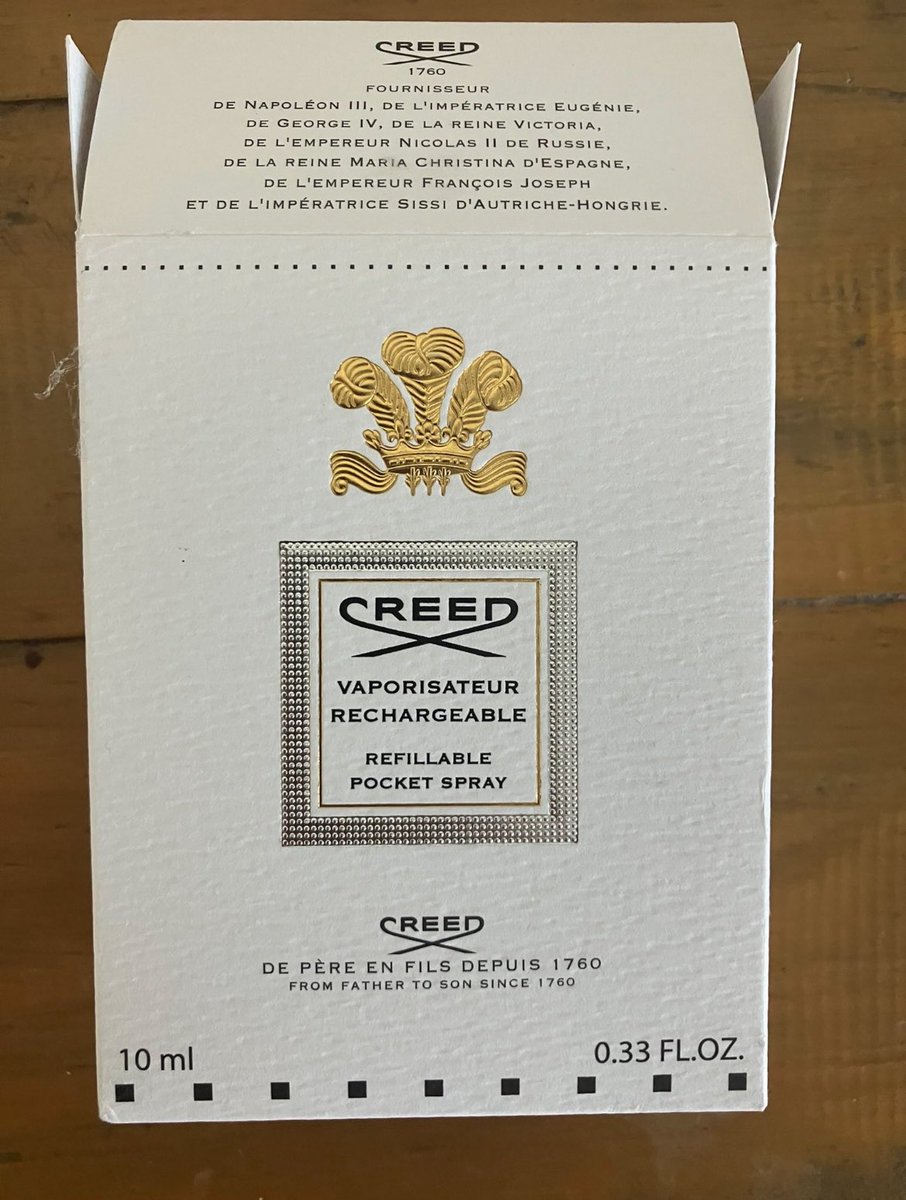 CREED
1760
FOURNISSEUR
DE NAPOLÉON III, DE L'IMPÉRATRICE EUGÉNIE,
DE GEORGE IV, DE LA REINE VICTORIA,
DE L'EMPEREUR NICOLAS II DE RUSSIE,
DE LA REINE MARIA CHRISTINA D'ESPAGNE,
DE L'EMPEREUR FRANÇOIS JOSEPH
ET DE L'IMPÉRATRICE SISSI D'AUTRICHE-HONGRIE.
CREED
VAPORISATEUR
RECHARGEABLE
REFILLABLE
POCKET SPRAY
CREED
DE PÈRE EN FILS DEPUIS 1760
FROM FATHER TO SON SINCE 1760
10 ml
0.33 FL.OZ.